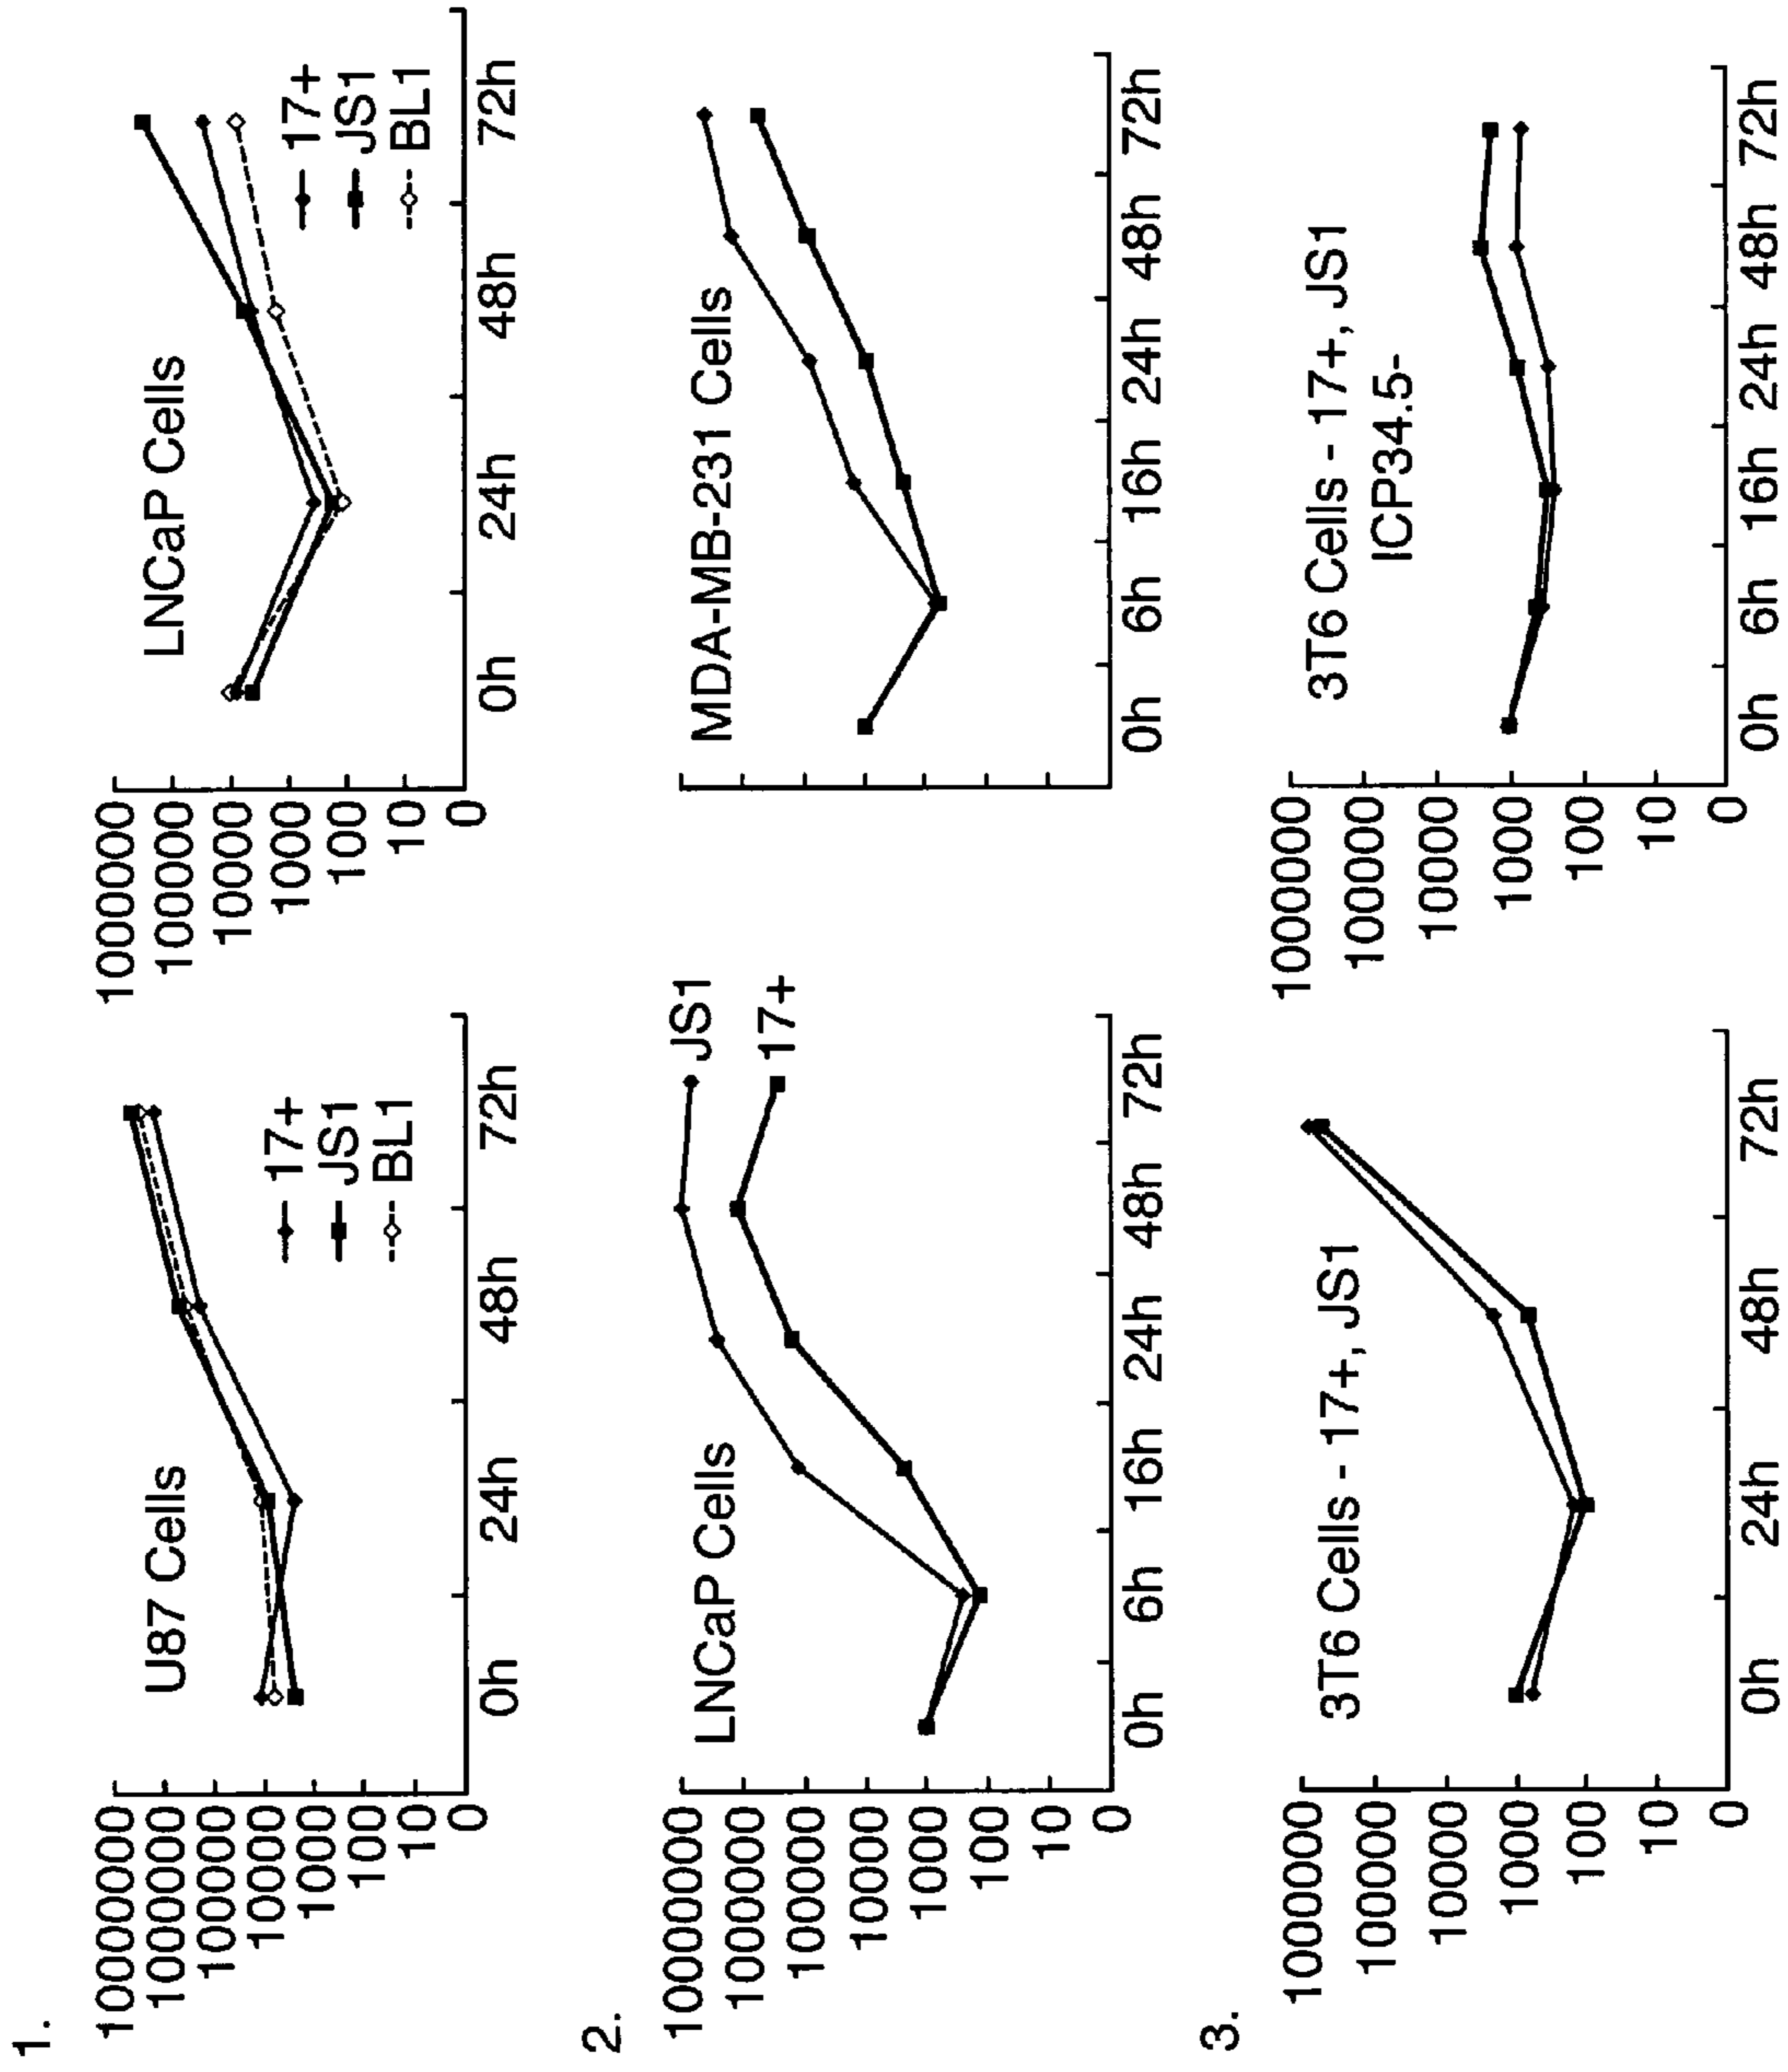 1.
10000000
1000000
100000
10000
1000
100
10
0
U87 Cells
17+
JS1
BL1
0h 24h 48h 72h
1000000
100000
10000
1000
100
10
0
LNCaP Cells
17+
JS1
BL1
0h 24h 48h 72h
2.
10000000
1000000
100000
10000
1000
100
10
0
LNCaP Cells
JS1
17+
0h 6h 16h 24h 48h 72h
MDA-MB-231 Cells
0h 6h 16h 24h 48h 72h
3.
1000000
100000
10000
1000
100
10
0
3T6 Cells - 17+, JS1
0h 24h 48h 72h
1000000
100000
10000
1000
100
10
0
3T6 Cells - 17+, JS1
ICP34.5-
0h 6h 16h 24h 48h 72h